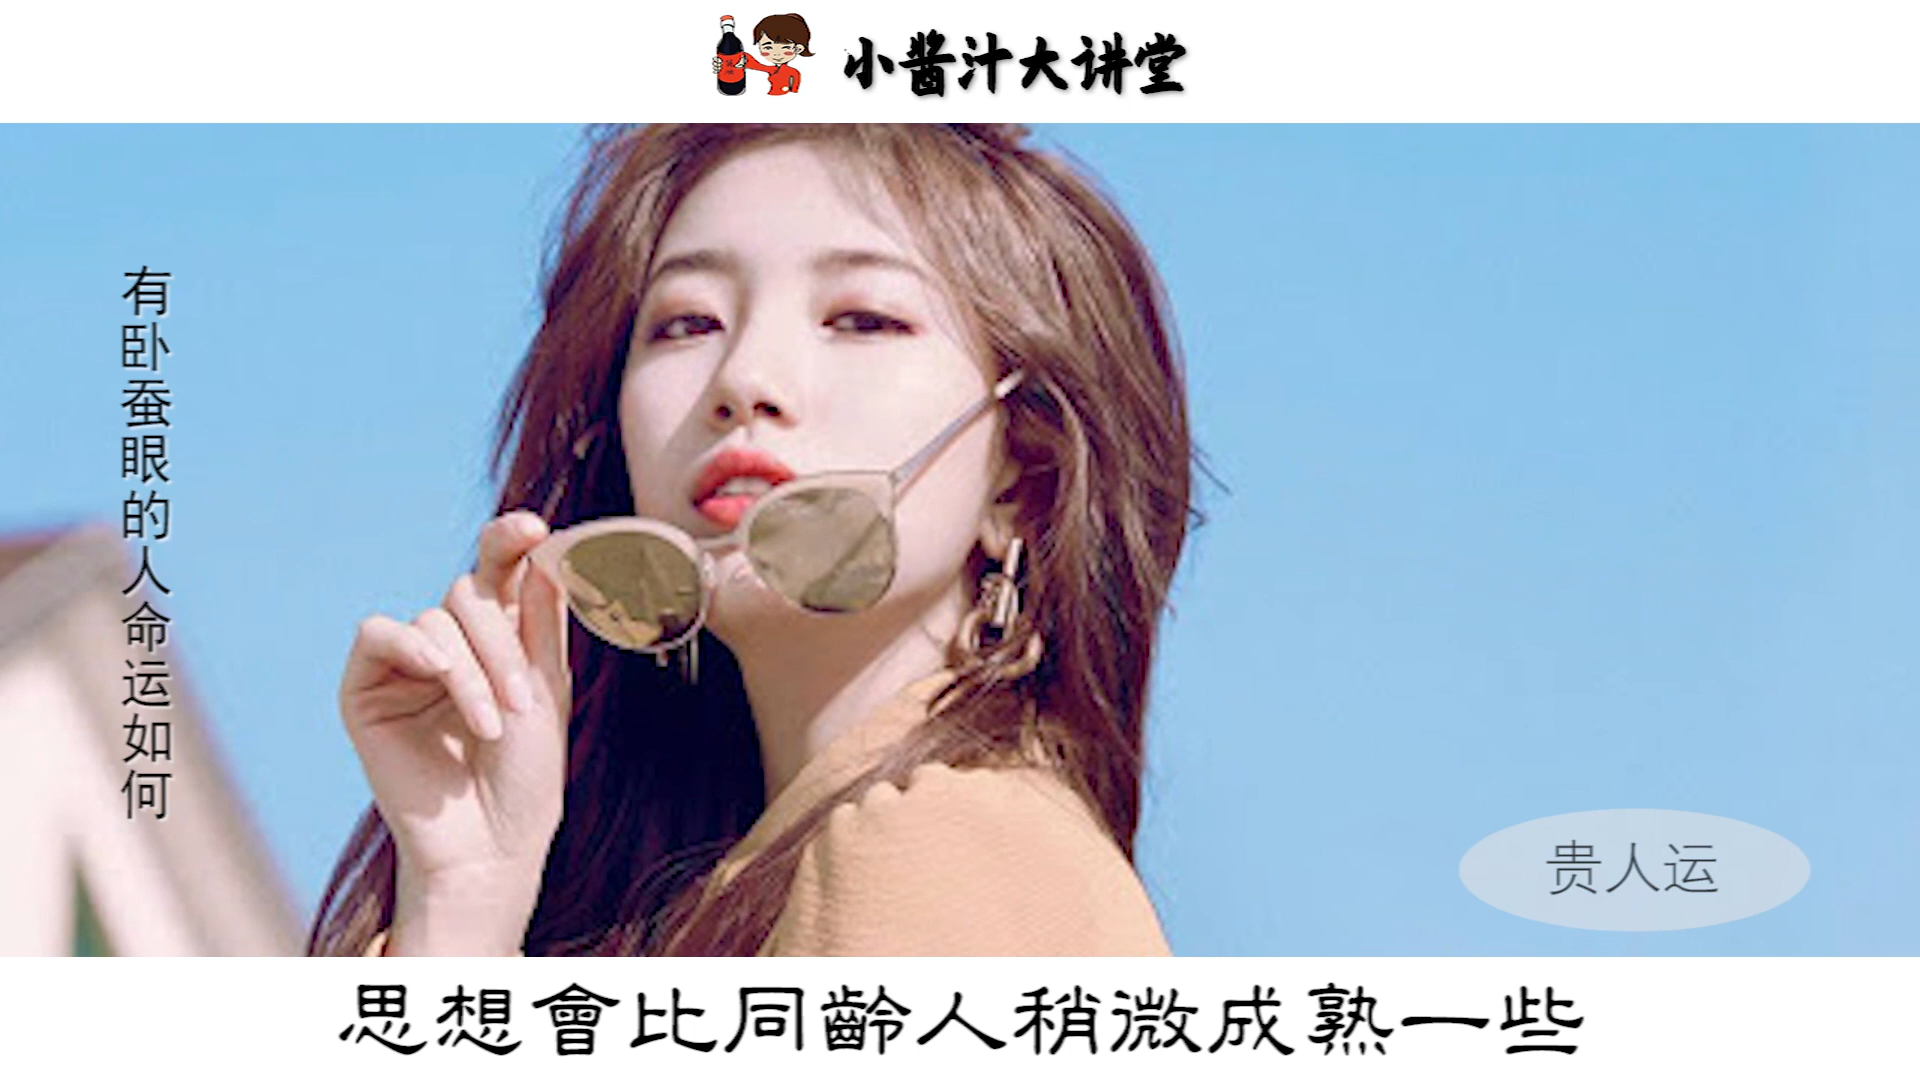 小酱汁大讲堂
有卧蚕眼的人命运如何
贵人运
思想會比同齡人稍微成熟一些